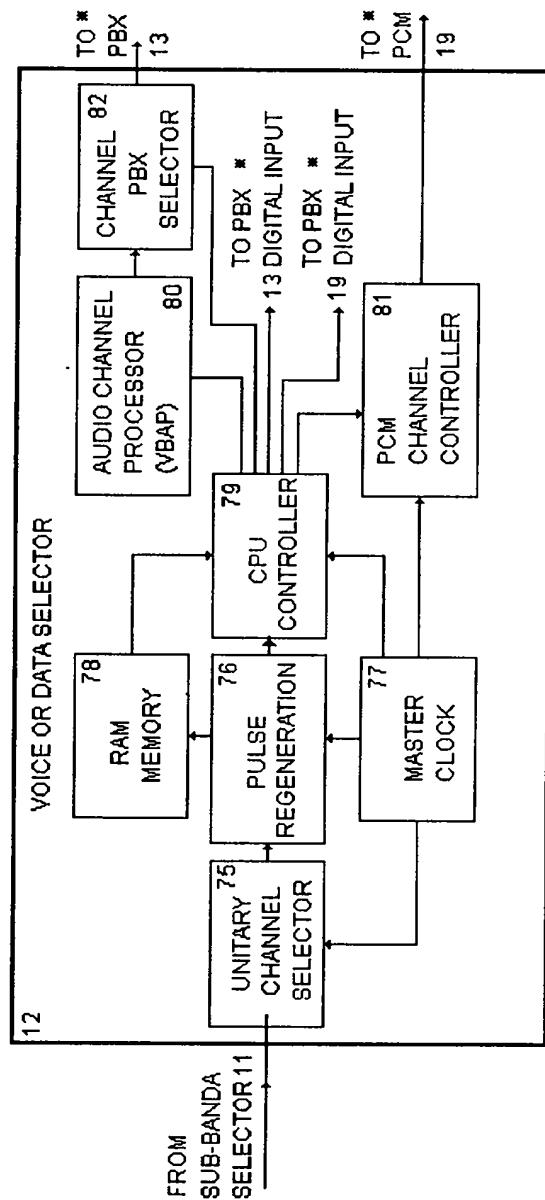 VOICE OR DATA SELECTOR
12
FROM
SUB-BANDA
SELECTOR 11
75
UNITARY
CHANNEL
SELECTOR
76
PULSE
REGENERATION
78
RAM
MEMORY
77
MASTER
CLOCK
79
CPU
CONTROLLER
AUDIO CHANNEL
PROCESSOR
(VBAP)
80
82
CHANNEL
PBX
SELECTOR
TO *
PBX
13
TO PBX *
13 DIGITAL INPUT
TO PBX *
19 DIGITAL INPUT
81
PCM
CHANNEL
CONTROLLER
TO *
PCM
19